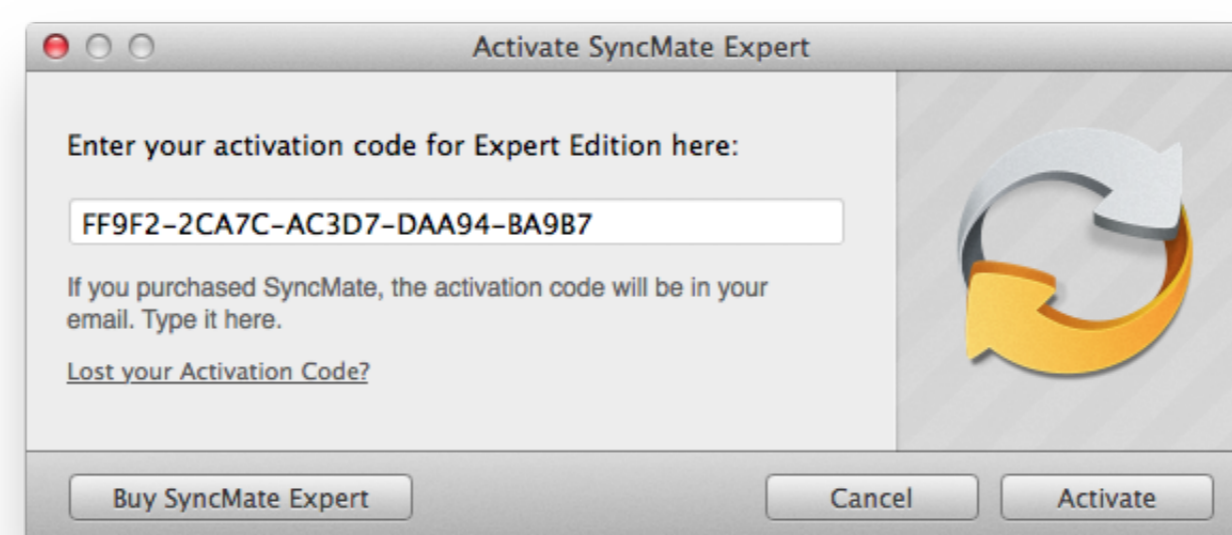 Activate SyncMate Expert
Enter your activation code for Expert Edition here:
FF9F2-2CA7C-AC3D7-DAA94-BA9B7
If you purchased SyncMate, the activation code will be in your
email. Type it here.
Lost your Activation Code?
Buy SyncMate Expert
Cancel
Activate